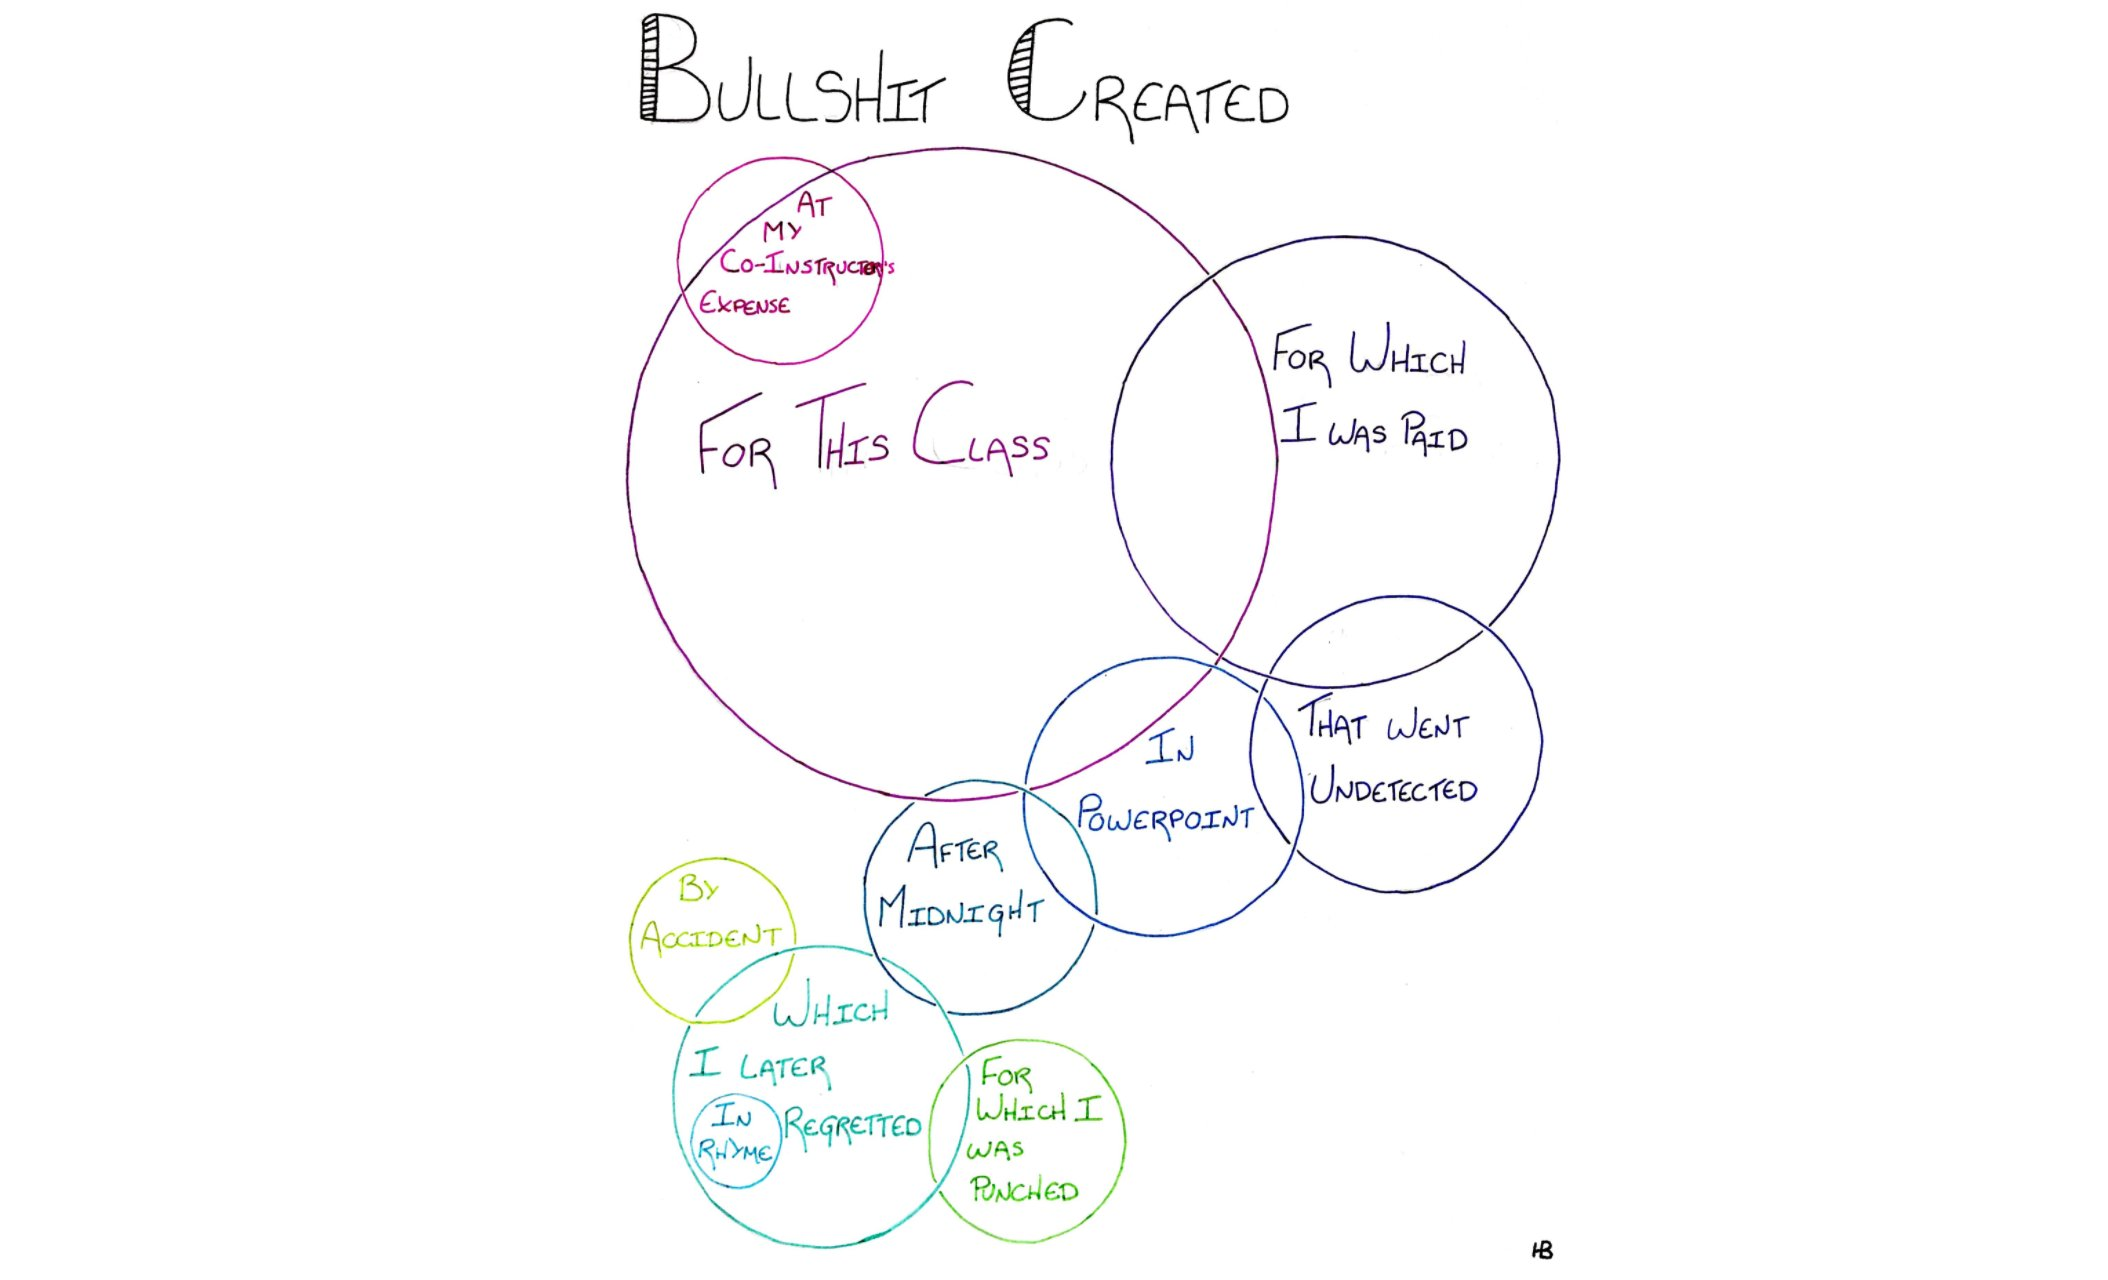 BULLSHIT CREATED
AT
MY
CO-INSTRUCTOR'S
EXPENSE
FOR THIS CLASS
FOR WHICH
I WAS PAID
THAT WENT
UNDETECTED
IN
POWERPOINT
AFTER
MIDNIGHT
BY
ACCIDENT
WHICH
I LATER
REGRETTED
IN
RHYME
FOR
WHICH I
WAS
PUNCHED
HB